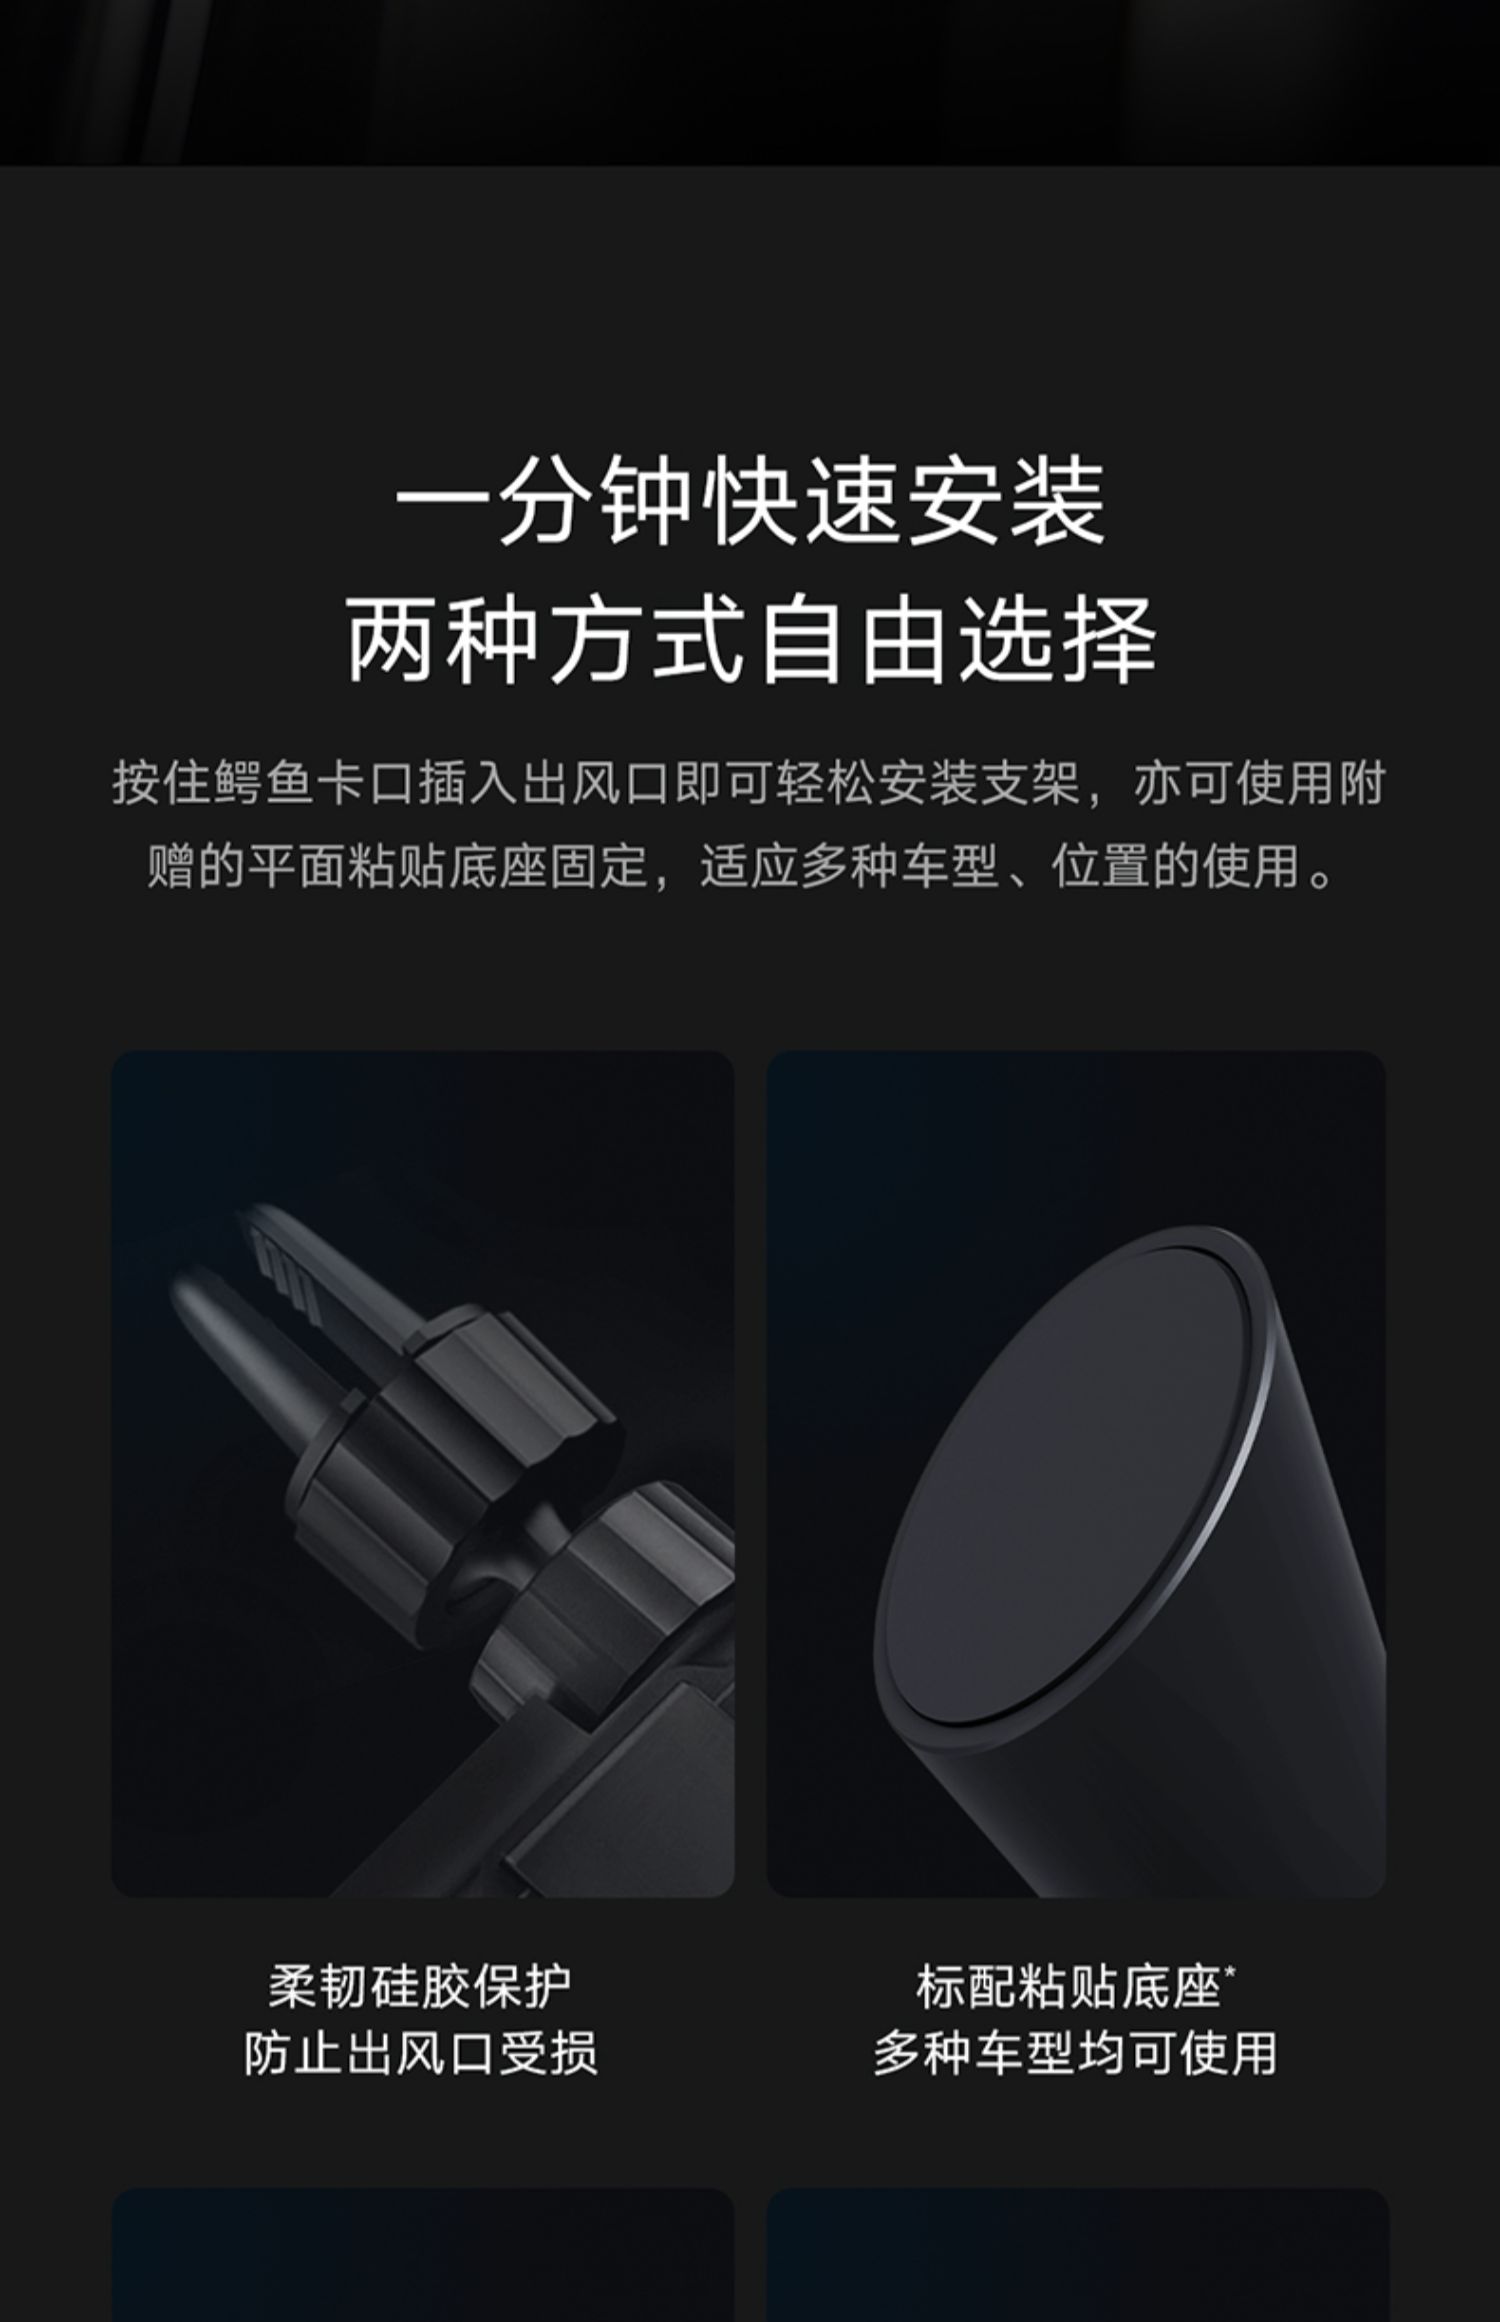 一分钟快速安装
两种方式自由选择
按住鳄鱼卡口插入出风口即可轻松安装支架，亦可使用附
赠的平面粘贴底座固定，适应多种车型、位置的使用。
柔韧硅胶保护
防止出风口受损
标配粘贴底座*
多种车型均可使用